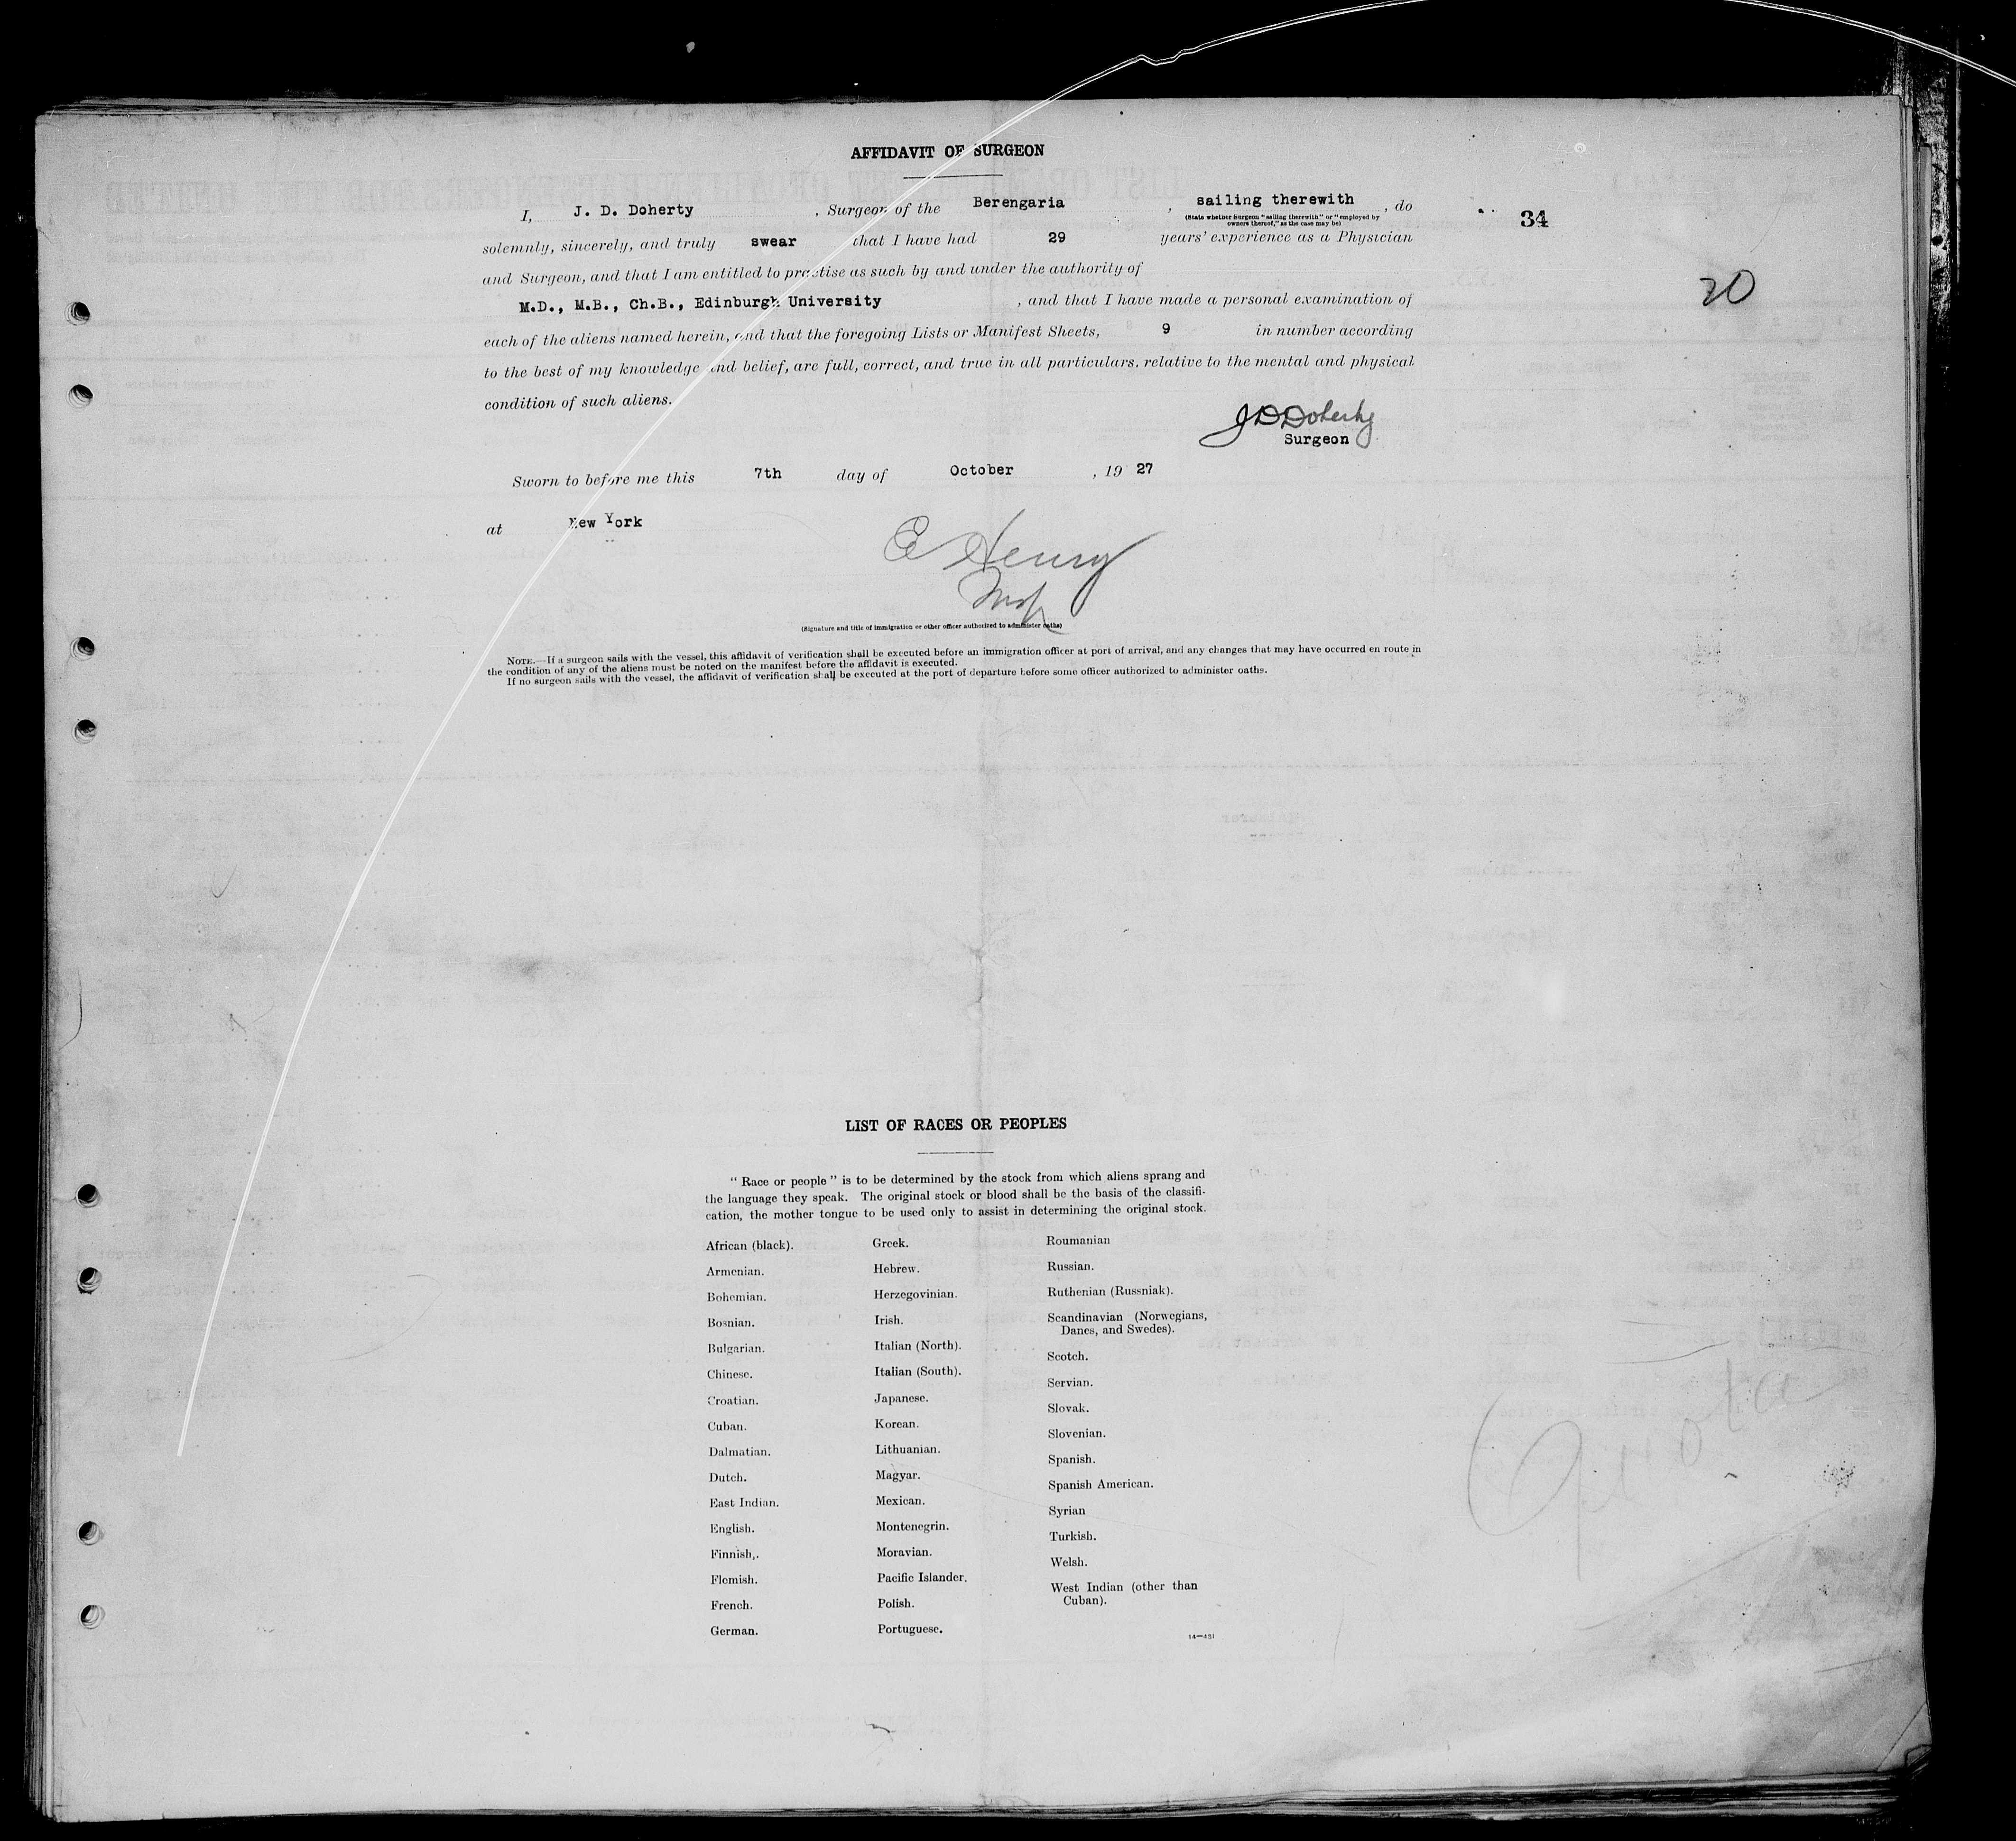 AFFIDAVIT OF SURGEON
I, J. D. Doherty, Surgeon of the Berengaria, sailing therewith, do
(State whether Surgeon "sailing therewith" or "employed by
owners thereof," as the case may be)
34
solemnly, sincerely, and truly swear that I have had 29 years' experience as a Physician
and Surgeon, and that I am entitled to practise as such by and under the authority of
20
M.D., M.B., Ch.B., Edinburgh University, and that I have made a personal examination of
each of the aliens named herein, and that the foregoing Lists or Manifest Sheets, 9 in number according
to the best of my knowledge and belief, are full, correct, and true in all particulars, relative to the mental and physical
condition of such aliens.
J D Doherty
Surgeon
Sworn to before me this 7th day of October, 19 27
at New York
E Henry
Insp
(Signature and title of immigration or other officer authorized to administer oaths)
NOTE.—If a surgeon sails with the vessel, this affidavit of verification shall be executed before an immigration officer at port of arrival, and any changes that may have occurred en route in
the condition of any of the aliens must be noted on the manifest before the affidavit is executed.
If no surgeon sails with the vessel, the affidavit of verification shall be executed at the port of departure before some officer authorized to administer oaths.
LIST OF RACES OR PEOPLES
"Race or people" is to be determined by the stock from which aliens sprang and
the language they speak. The original stock or blood shall be the basis of the classifi-
cation, the mother tongue to be used only to assist in determining the original stock.
African (black).
Armenian.
Bohemian.
Bosnian.
Bulgarian.
Chinese.
Croatian.
Cuban.
Dalmatian.
Dutch.
East Indian.
English.
Finnish.
Flemish.
French.
German.
Greek.
Hebrew.
Herzegovinian.
Irish.
Italian (North).
Italian (South).
Japanese.
Korean.
Lithuanian.
Magyar.
Mexican.
Montenegrin.
Moravian.
Pacific Islander.
Polish.
Portuguese.
Roumanian
Russian.
Ruthenian (Russniak).
Scandinavian (Norwegians,
Danes, and Swedes).
Scotch.
Servian.
Slovak.
Slovenian.
Spanish.
Spanish American.
Syrian
Turkish.
Welsh.
West Indian (other than
Cuban).
14—451
Quota